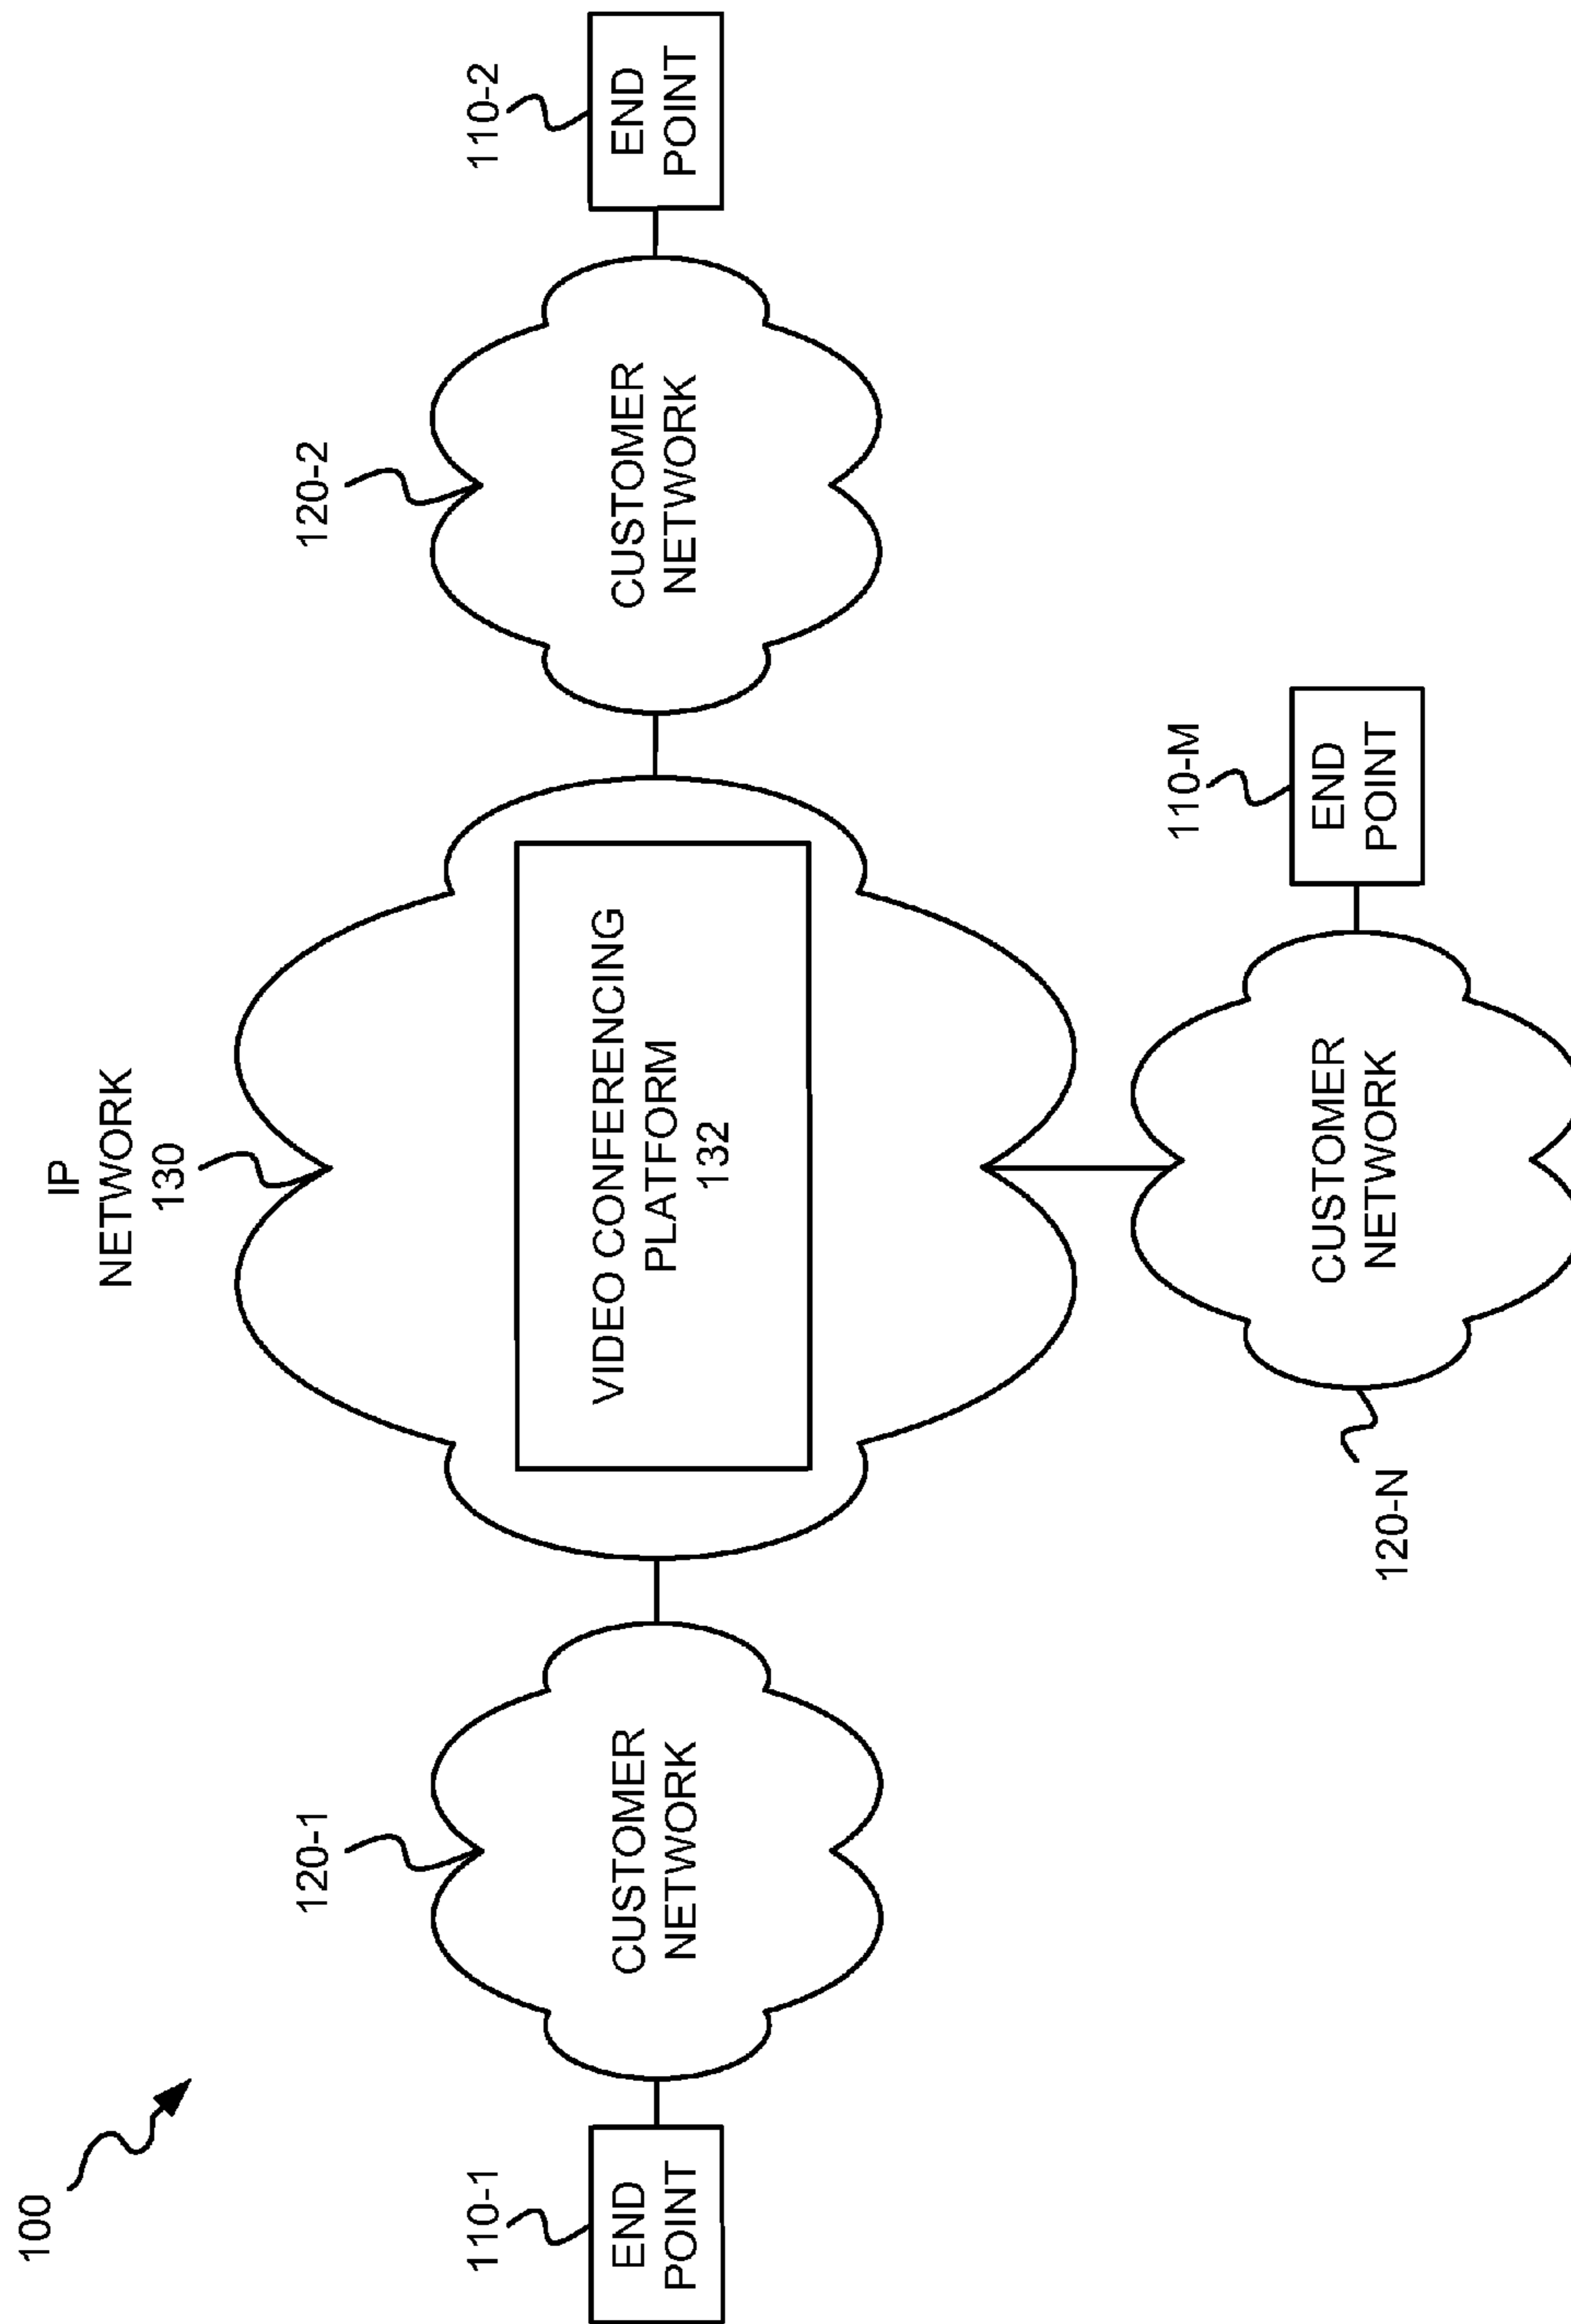 100
IP
NETWORK
130
120-1
120-2
110-1
110-2
END
POINT
CUSTOMER
NETWORK
VIDEO CONFERENCING
PLATFORM
132
CUSTOMER
NETWORK
END
POINT
110-M
120-N
CUSTOMER
NETWORK
END
POINT